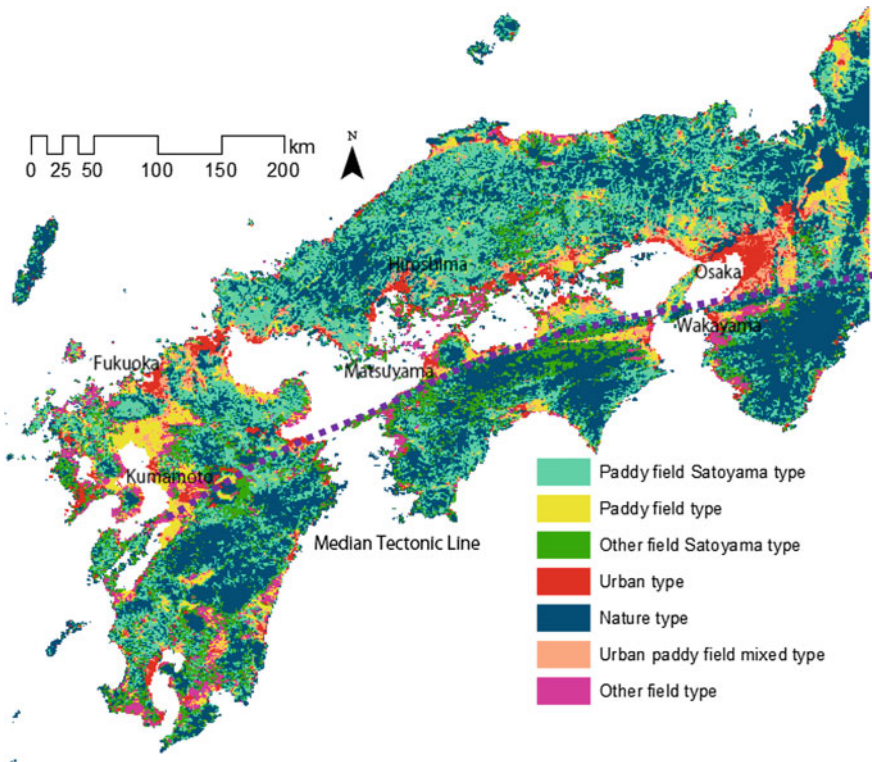 N
km
0 25 50 100 150 200
Hiroshima
Osaka
Wakayama
Fukuoka
Matsuyama
Kumamoto
Median Tectonic Line
Paddy field Satoyama type
Paddy field type
Other field Satoyama type
Urban type
Nature type
Urban paddy field mixed type
Other field type